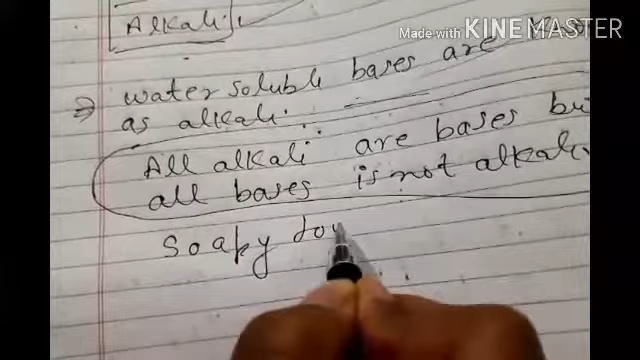 Made with KINEMASTER
Alkali:
⇒ water soluble bases are
as alkali.
All alkali are bases
all bases is not alkali.
Soapy